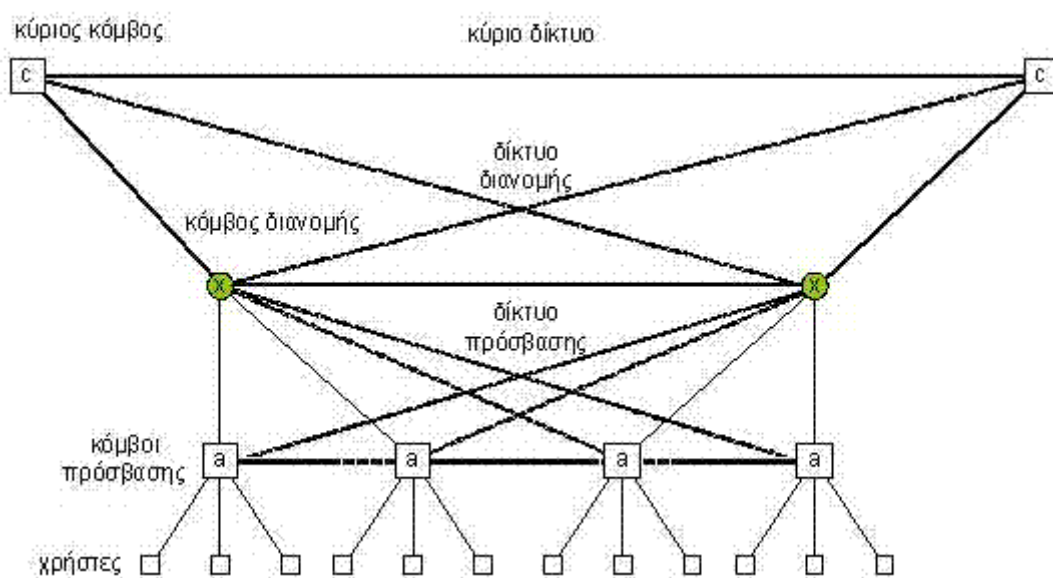 κύριος κόμβος
κύριο δίκτυο
c
c
δίκτυο
διανομής
κόμβος διανομής
x
x
δίκτυο
πρόσβασης
κόμβοι
πρόσβασης
a
a
a
a
χρήστες